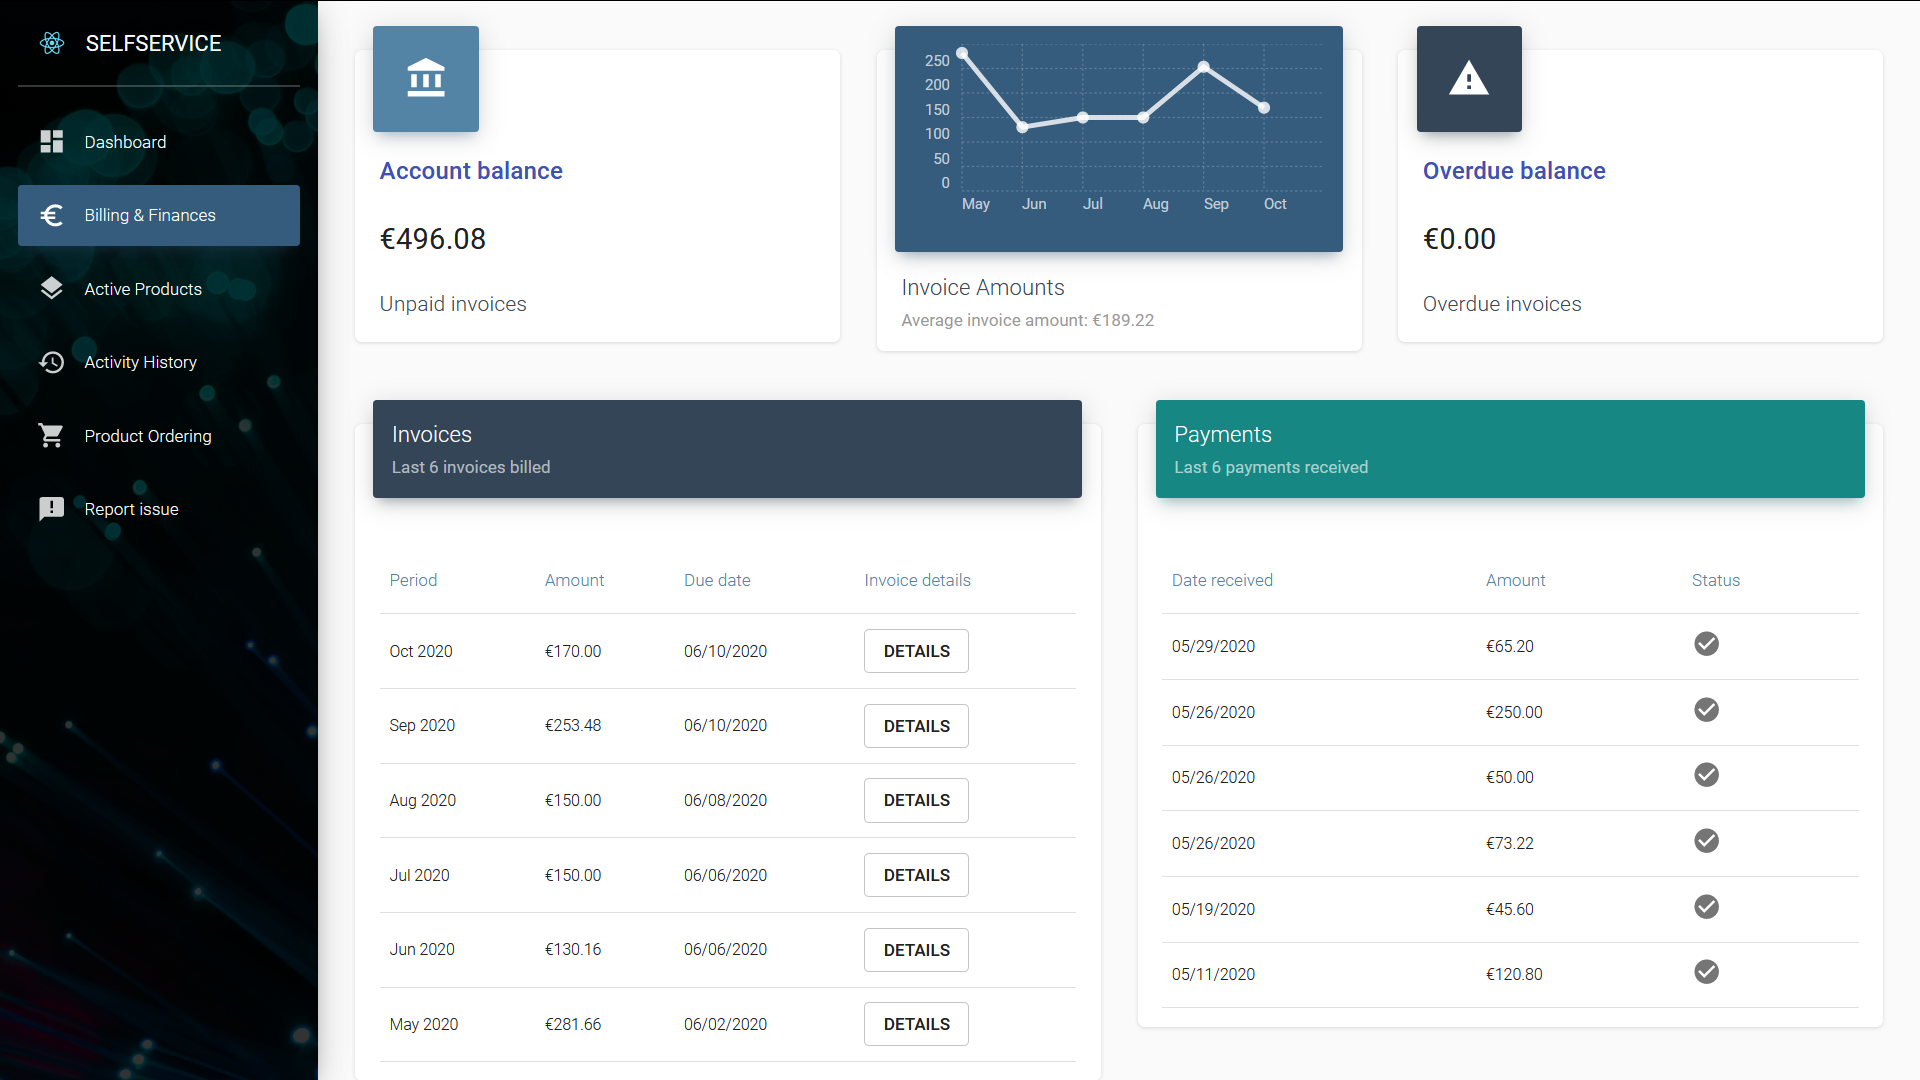 SELFSERVICE
Dashboard
Billing & Finances
Active Products
Activity History
Product Ordering
Report issue
Account balance
€496.08
Unpaid invoices
250
200
150
100
50
0
May Jun Jul Aug Sep Oct
Invoice Amounts
Average invoice amount: €189.22
Overdue balance
€0.00
Overdue invoices
Invoices
Last 6 invoices billed
Period Amount Due date Invoice details
Oct 2020 €170.00 06/10/2020 DETAILS
Sep 2020 €253.48 06/10/2020 DETAILS
Aug 2020 €150.00 06/08/2020 DETAILS
Jul 2020 €150.00 06/06/2020 DETAILS
Jun 2020 €130.16 06/06/2020 DETAILS
May 2020 €281.66 06/02/2020 DETAILS
Payments
Last 6 payments received
Date received Amount Status
05/29/2020 €65.20
05/26/2020 €250.00
05/26/2020 €50.00
05/26/2020 €73.22
05/19/2020 €45.60
05/11/2020 €120.80